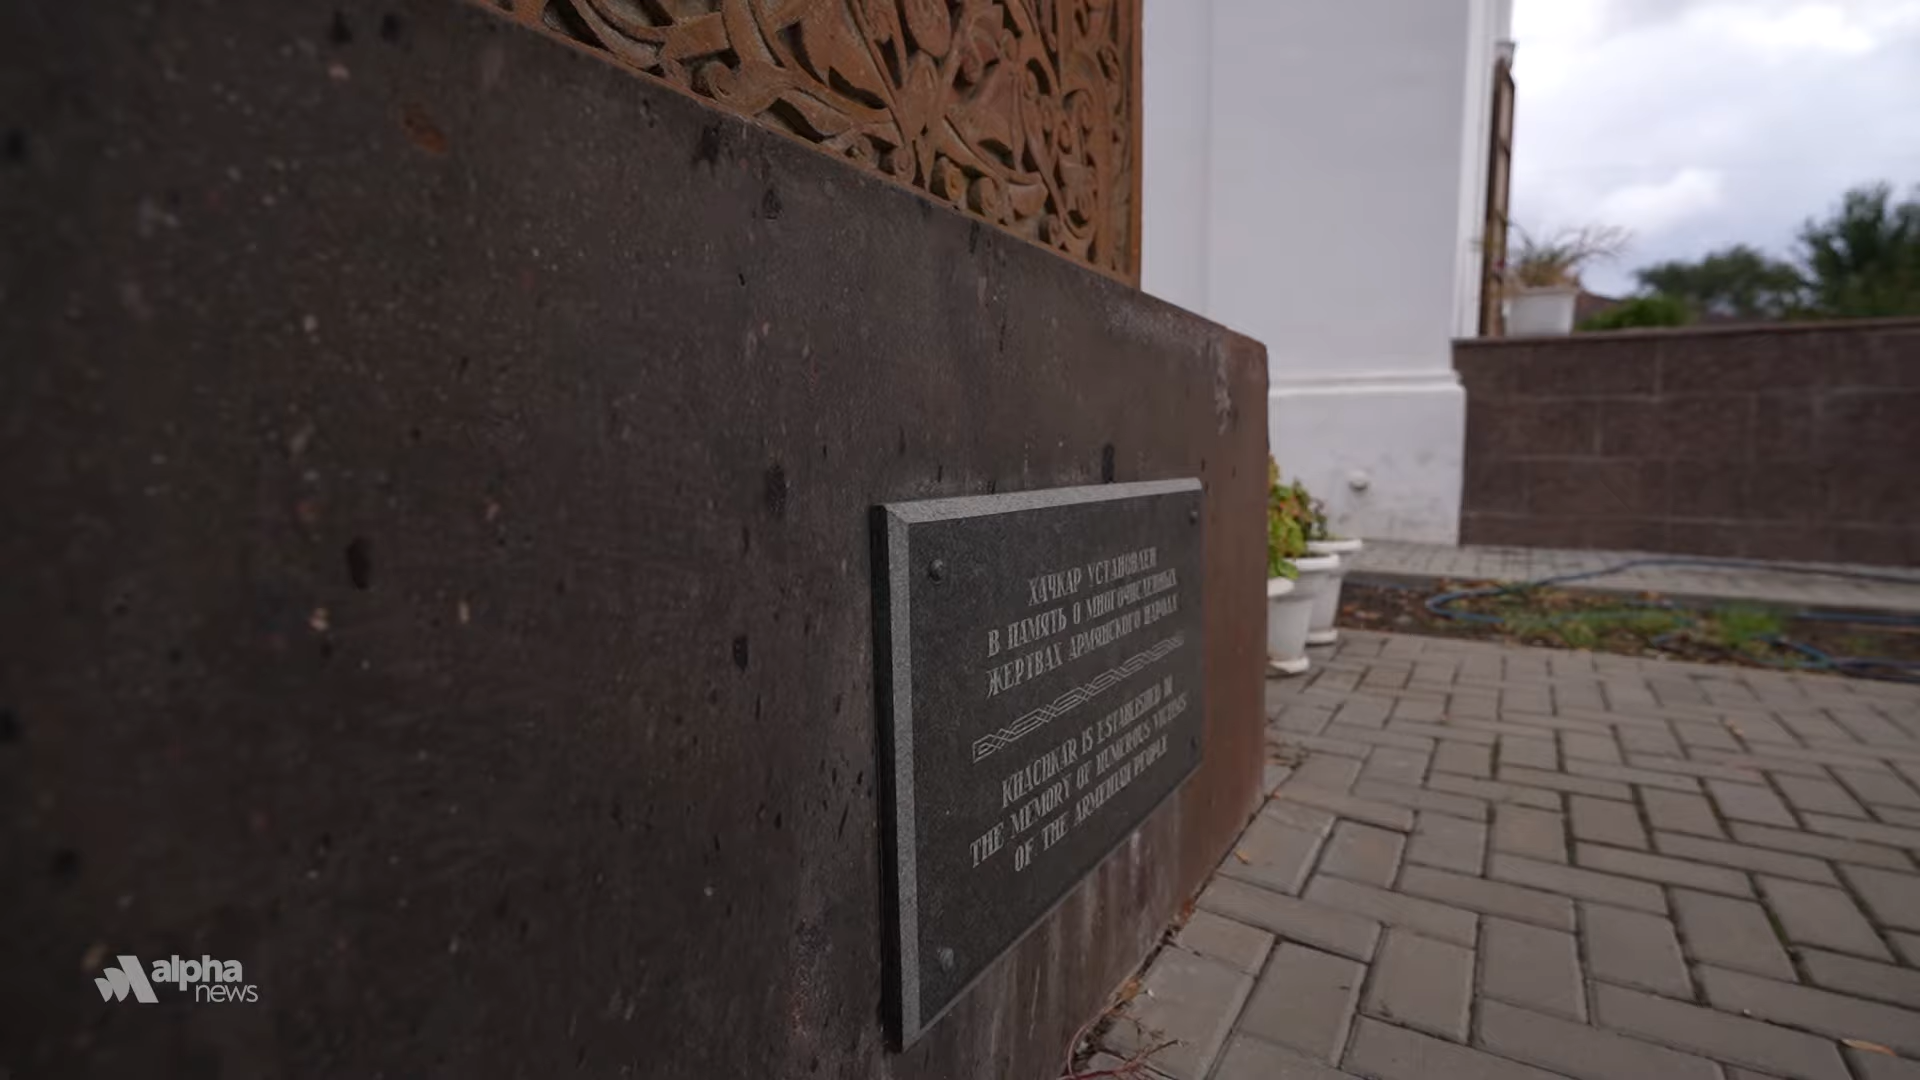 ХАЧКАР УСТАНОВЛЕН
В ПАМЯТЬ О МНОГОЧИСЛЕННЫХ
ЖЕРТВАХ АРМЯНСКОГО НАРОДА
KHACHKAR IS ESTABLISHED IN
THE MEMORY OF NUMEROUS VICTIMS
OF THE ARMENIAN PEOPLE
alpha
news